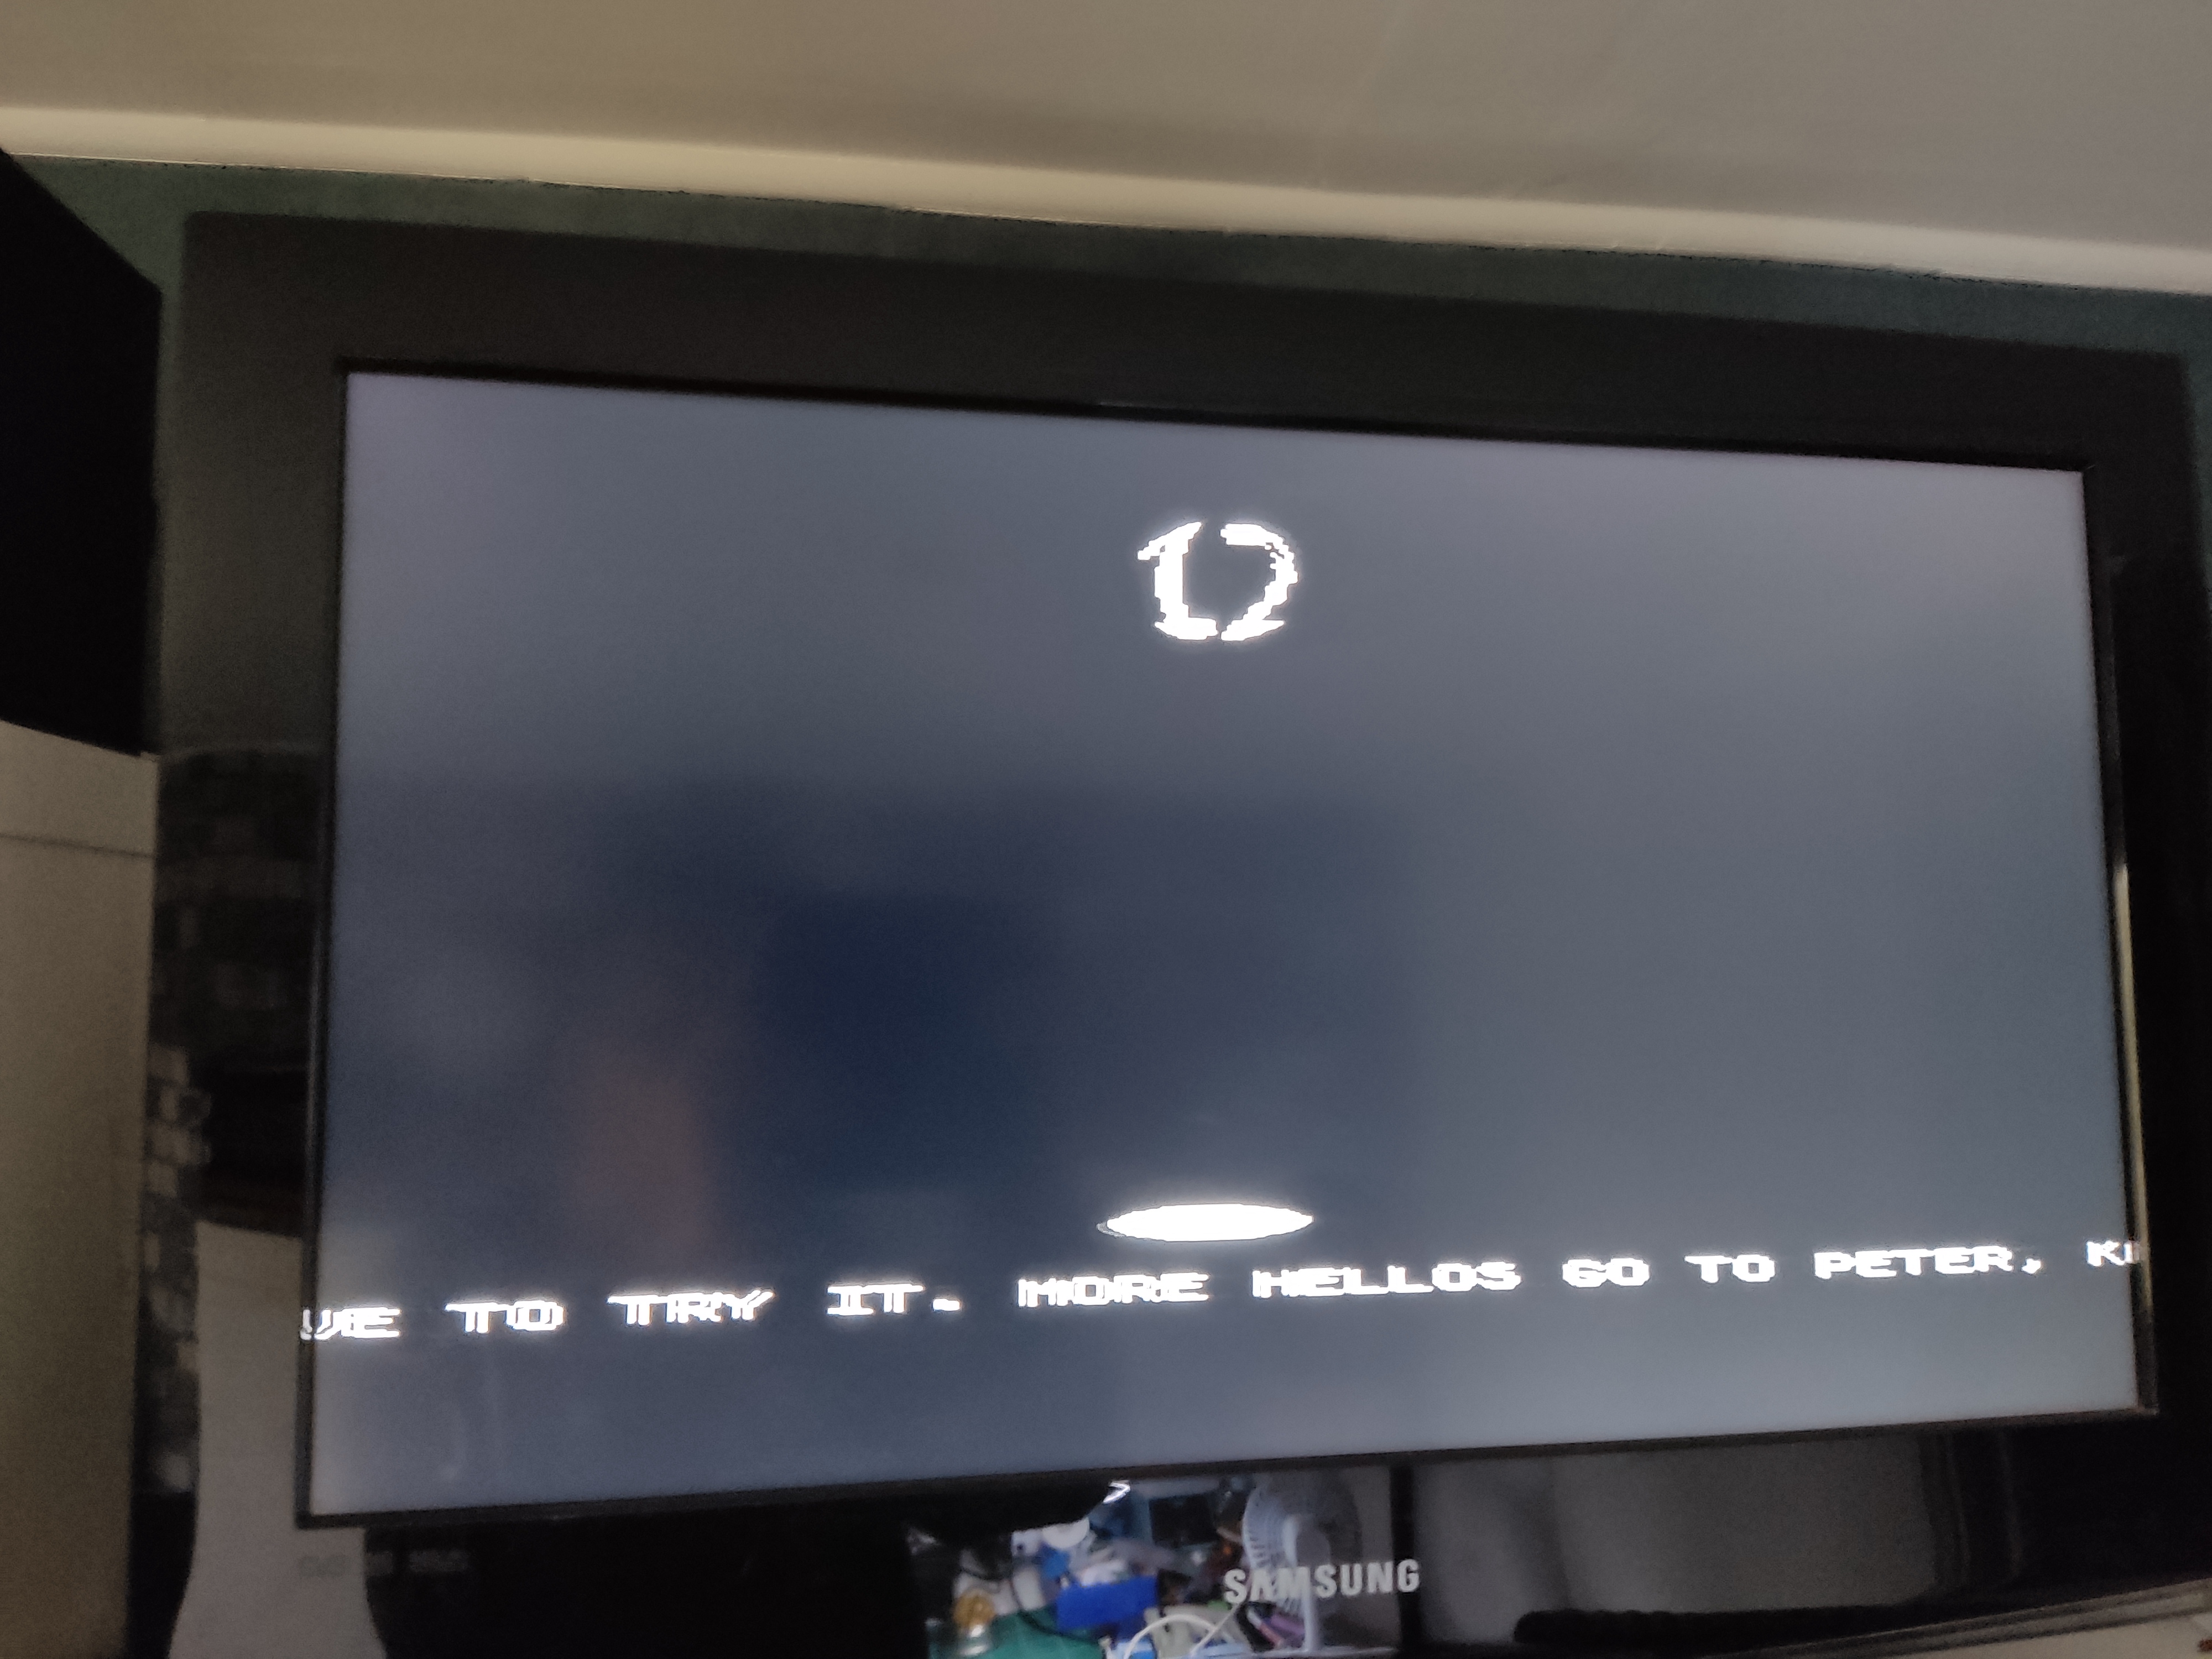 12
UE TO TRY IT. MORE HELLOS GO TO PETER, K
SAMSUNG